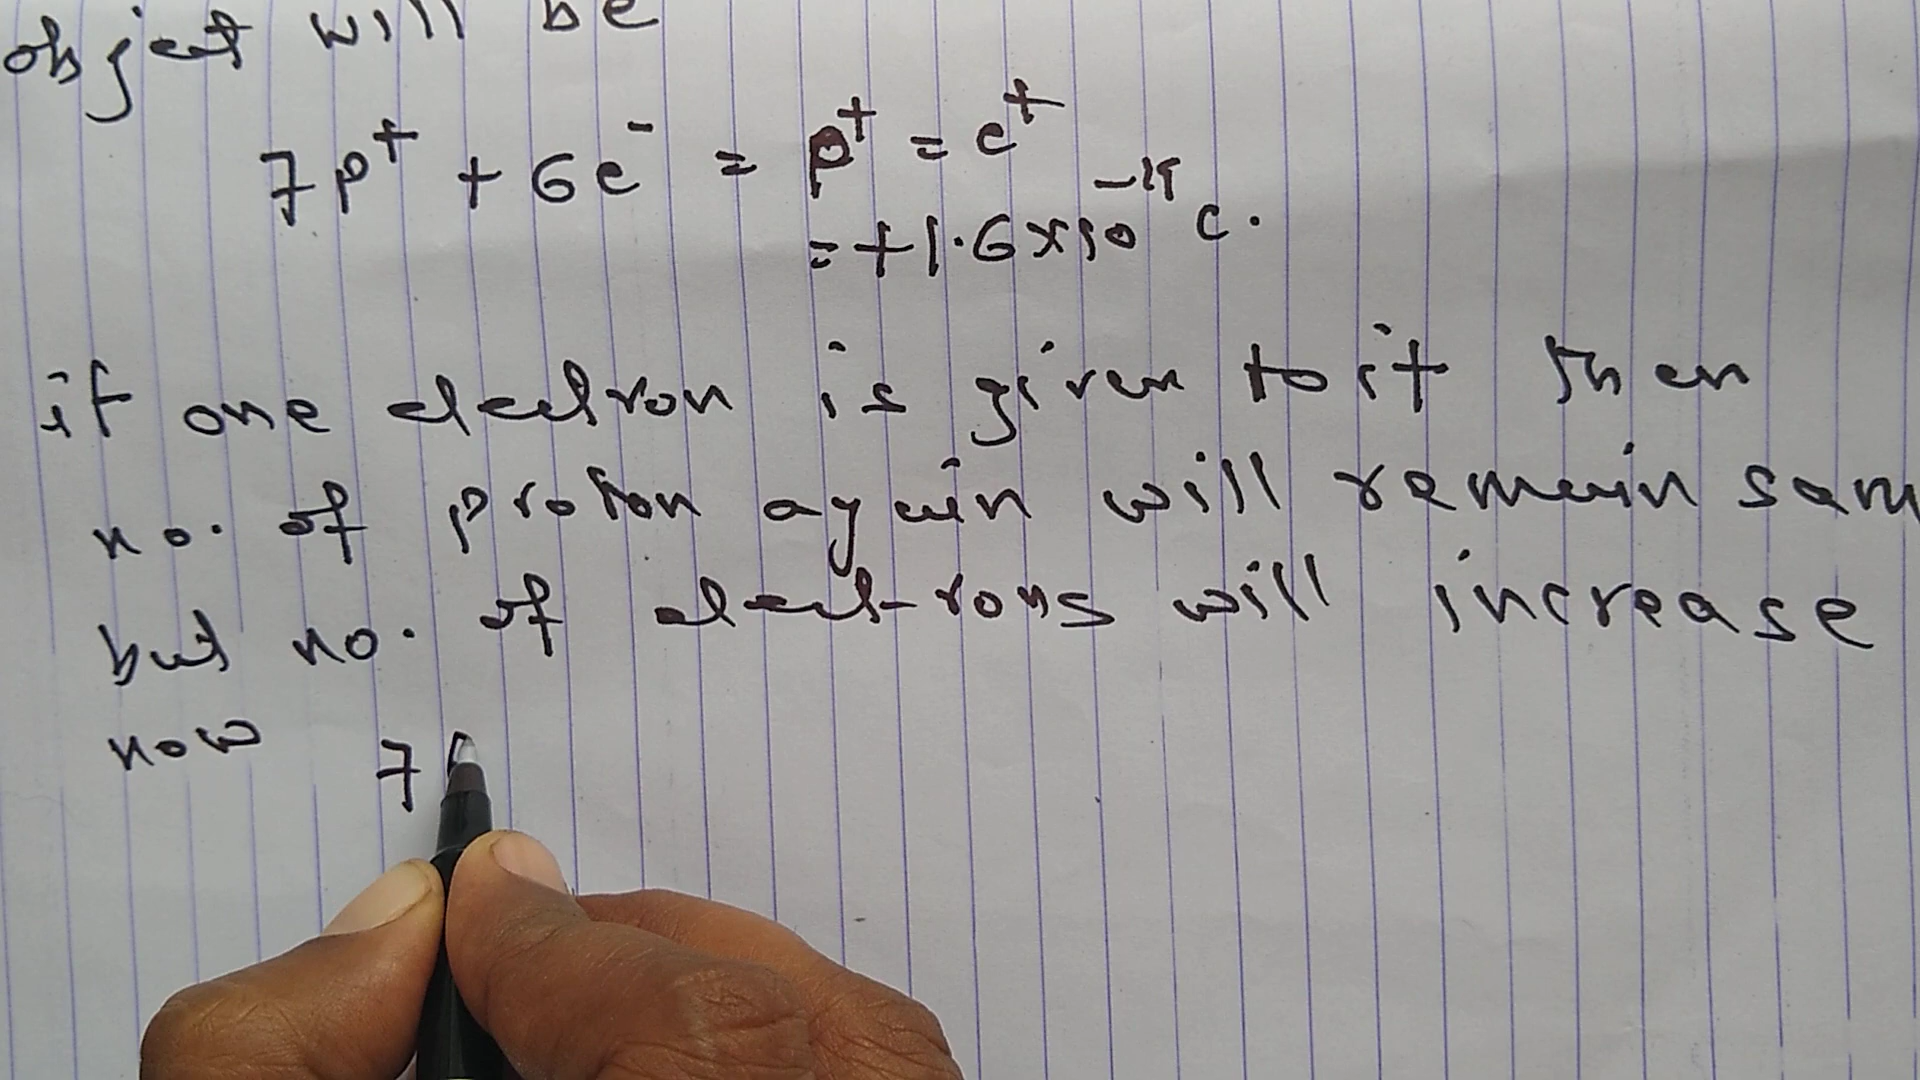 object will be
7p⁺ + 6e⁻ = p⁺ = e⁺
= +1.6×10⁻¹⁹ C.
if one electron is given to it then
no. of proton again will remain sam
but no. of electrons will increase
now 7